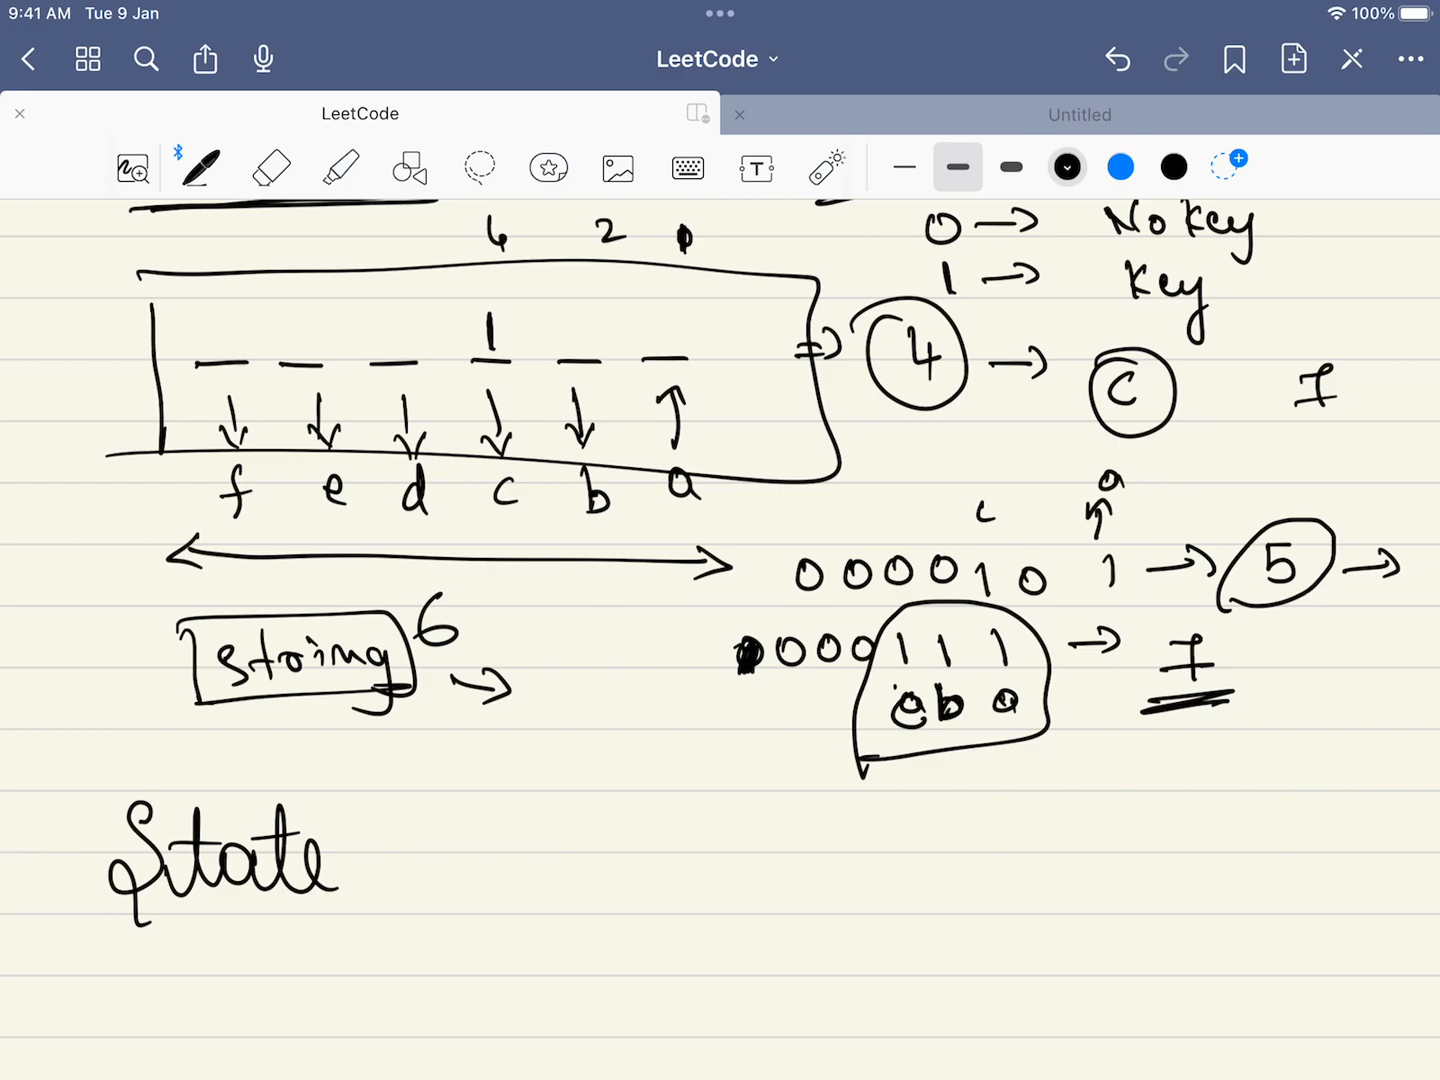 9:41 AM Tue 9 Jan
100%
LeetCode
LeetCode
Untitled
T
4 2
0 → No Key
1 → Key
1
⇒ 4 → C I
f e d c b a
a
c
0 0 0 0 1 0 1 → 5 →
String 6 →
0 0 0 1 1 1 → I
a b a
State